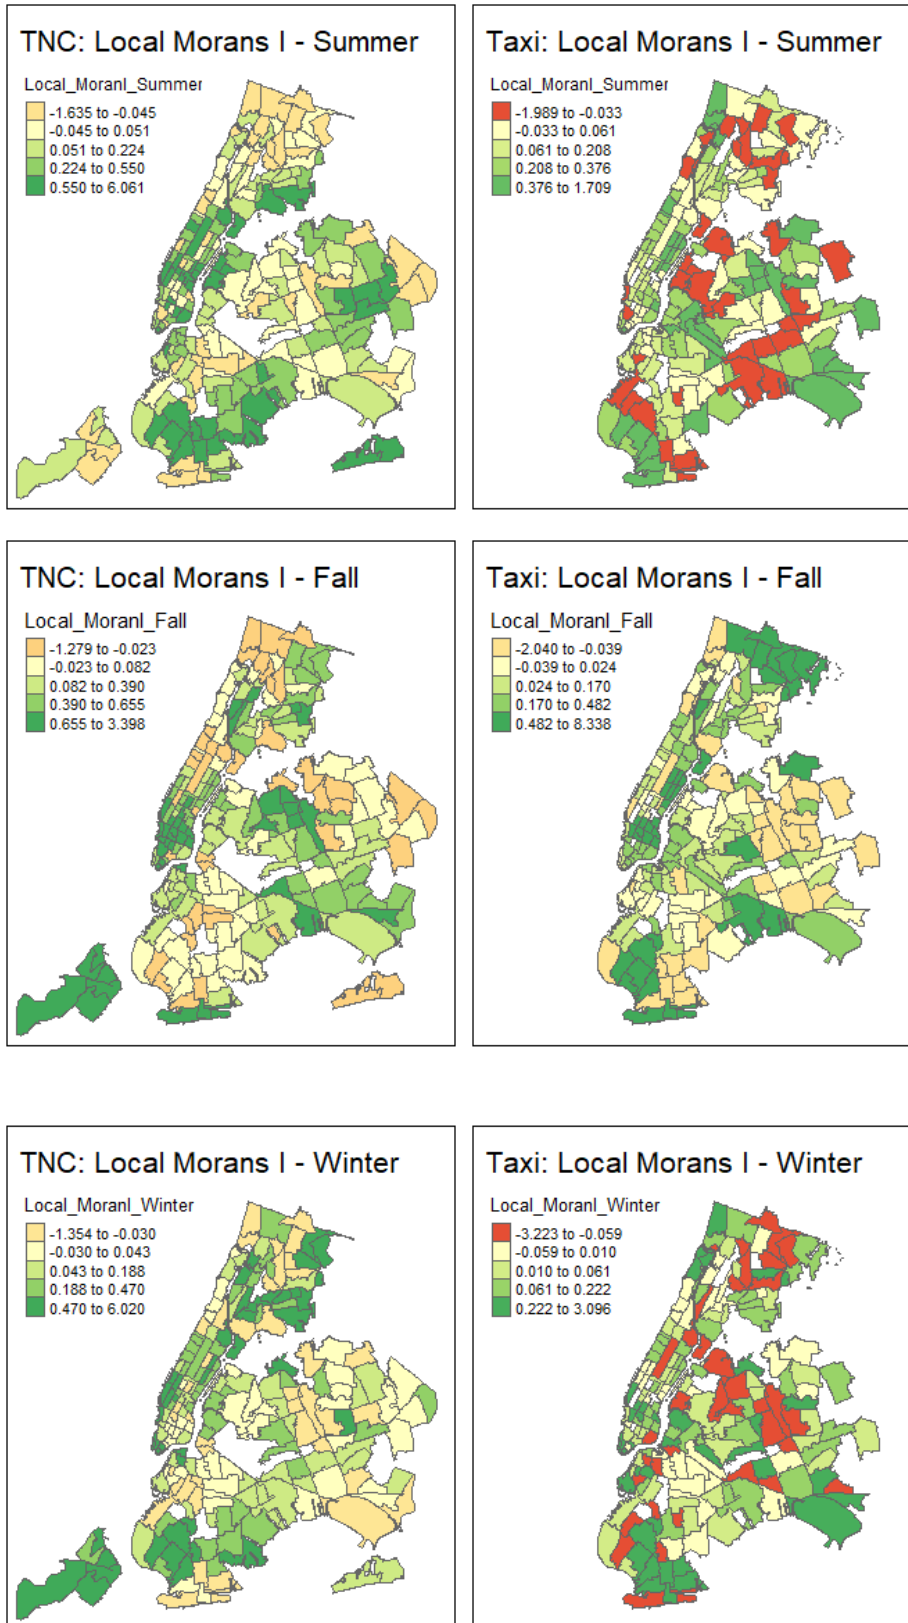 TNC: Local Morans I - Summer
Local_MoranI_Summer
-1.635 to -0.045
-0.045 to 0.051
0.051 to 0.224
0.224 to 0.550
0.550 to 6.061
Taxi: Local Morans I - Summer
Local_MoranI_Summer
-1.989 to -0.033
-0.033 to 0.061
0.061 to 0.208
0.208 to 0.376
0.376 to 1.709
TNC: Local Morans I - Fall
Local_MoranI_Fall
-1.279 to -0.023
-0.023 to 0.082
0.082 to 0.390
0.390 to 0.655
0.655 to 3.398
Taxi: Local Morans I - Fall
Local_MoranI_Fall
-2.040 to -0.039
-0.039 to 0.024
0.024 to 0.170
0.170 to 0.482
0.482 to 8.338
TNC: Local Morans I - Winter
Local_MoranI_Winter
-1.354 to -0.030
-0.030 to 0.043
0.043 to 0.188
0.188 to 0.470
0.470 to 6.020
Taxi: Local Morans I - Winter
Local_MoranI_Winter
-3.223 to -0.059
-0.059 to 0.010
0.010 to 0.061
0.061 to 0.222
0.222 to 3.096